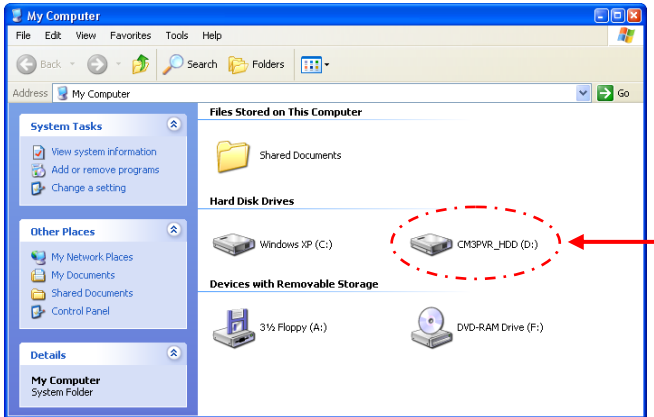 My Computer
File Edit View Favorites Tools Help
Back Search Folders
Address My Computer Go
System Tasks
View system information
Add or remove programs
Change a setting
Other Places
My Network Places
My Documents
Shared Documents
Control Panel
Details
My Computer
System Folder
Files Stored on This Computer
Shared Documents
Hard Disk Drives
Windows XP (C:)
CM3PVR_HDD (D:)
Devices with Removable Storage
3½ Floppy (A:)
DVD-RAM Drive (F:)